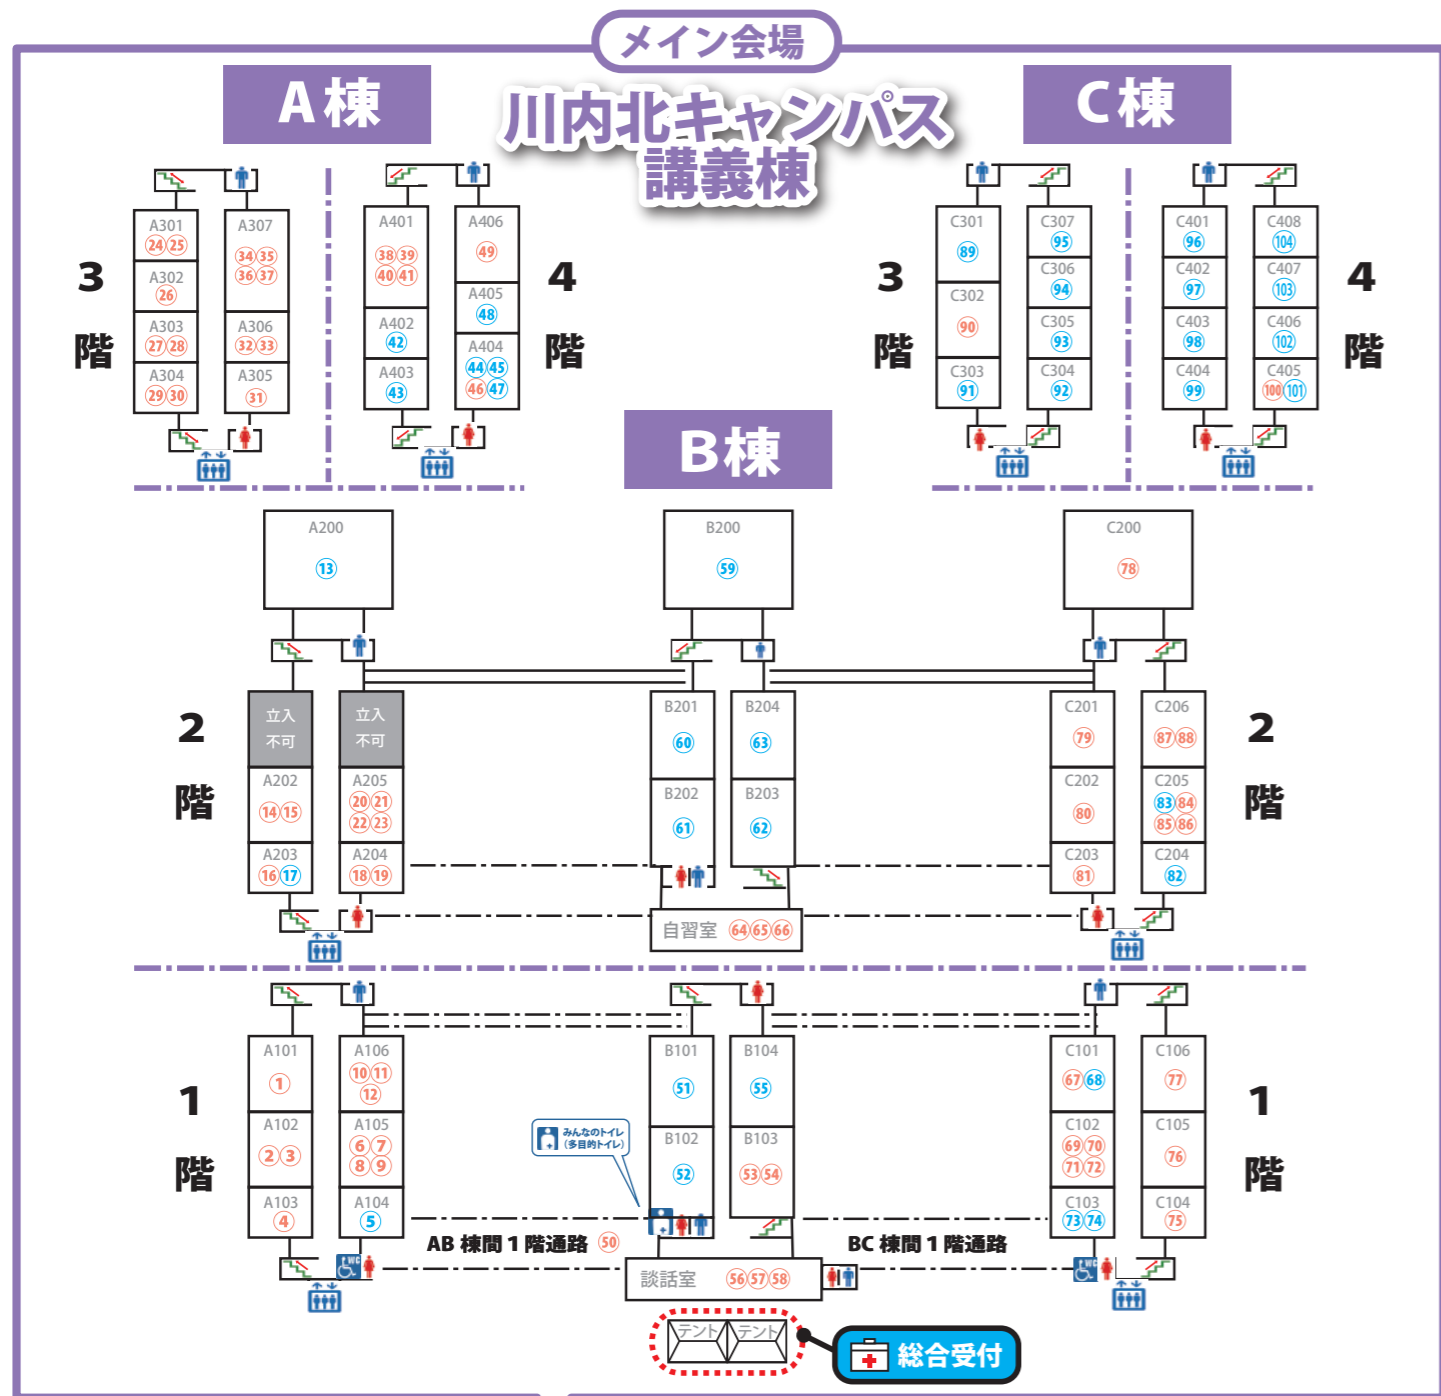 メイン会場
川内北キャンパス
講義棟
A棟
C棟
3
階
A301
24 25
A302
26
A303
27 28
A304
29 30
A307
34 35
36 37
A306
32 33
A305
31
A401
38 39
40 41
A402
42
A403
43
A406
49
A405
48
A404
44 45
46 47
4
階
3
階
C301
89
C302
90
C303
91
C307
95
C306
94
C305
93
C304
92
C401
96
C402
97
C403
98
C404
99
C408
104
C407
103
C406
102
C405
100 101
4
階
B棟
A200
13
B200
59
C200
78
2
階
立入
不可
A202
14 15
A203
16 17
立入
不可
A205
20 21
22 23
A204
18 19
B201
60
B202
61
B204
63
B203
62
自習室 64 65 66
C201
79
C202
80
C203
81
C206
87 88
C205
83 84
85 86
C204
82
2
階
1
階
A101
1
A102
2 3
A103
4
A106
10 11
12
A105
6 7
8 9
A104
5
WC
みんなのトイレ
(多目的トイレ)
AB 棟間 1 階通路 50
B101
51
B102
52
B104
55
B103
53 54
談話室 56 57 58
BC 棟間 1 階通路
C101
67 68
C102
69 70
71 72
C103
73 74
WC
C106
77
C105
76
C104
75
1
階
テント テント
総合受付